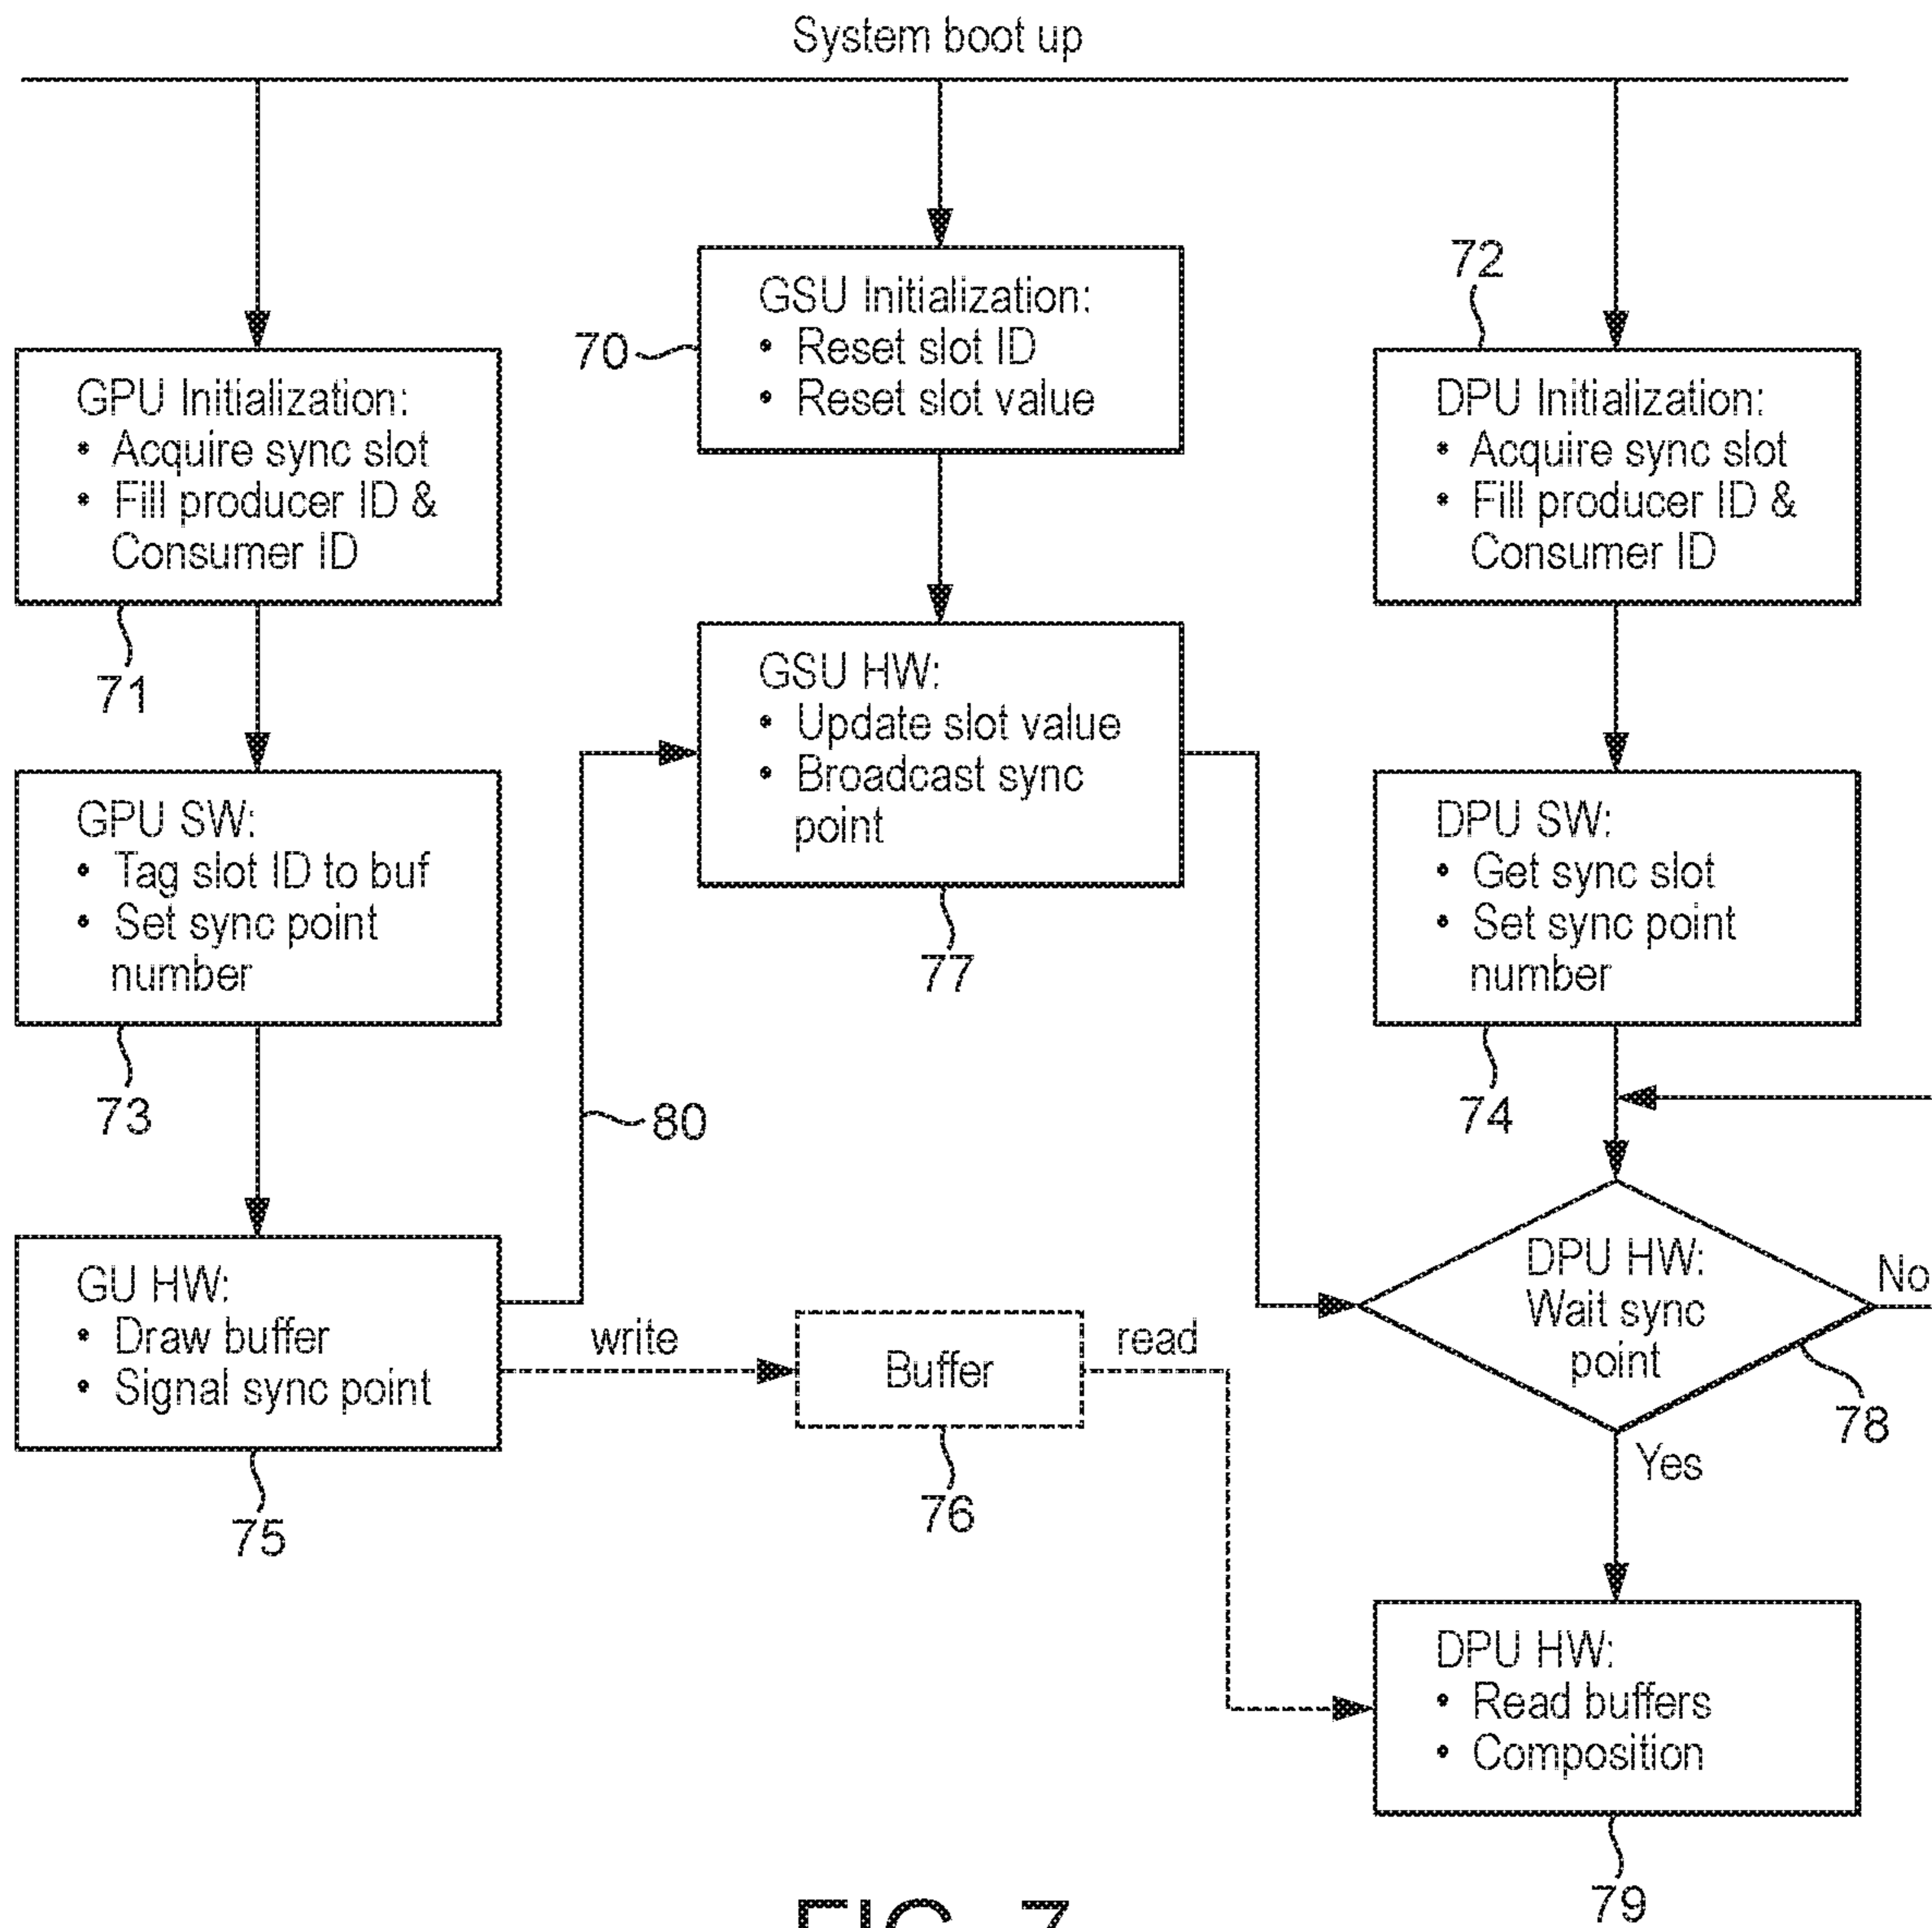 System boot up
70
GSU Initialization:
• Reset slot ID
• Reset slot value
72
GPU Initialization:
• Acquire sync slot
• Fill producer ID &
Consumer ID
71
DPU Initialization:
• Acquire sync slot
• Fill producer ID &
Consumer ID
GSU HW:
• Update slot value
• Broadcast sync
point
77
GPU SW:
• Tag slot ID to buf
• Set sync point
number
73
DPU SW:
• Get sync slot
• Set sync point
number
74
80
GU HW:
• Draw buffer
• Signal sync point
75
write
Buffer
76
read
DPU HW:
Wait sync
point
No
78
Yes
DPU HW:
• Read buffers
• Composition
79
FIG. 7